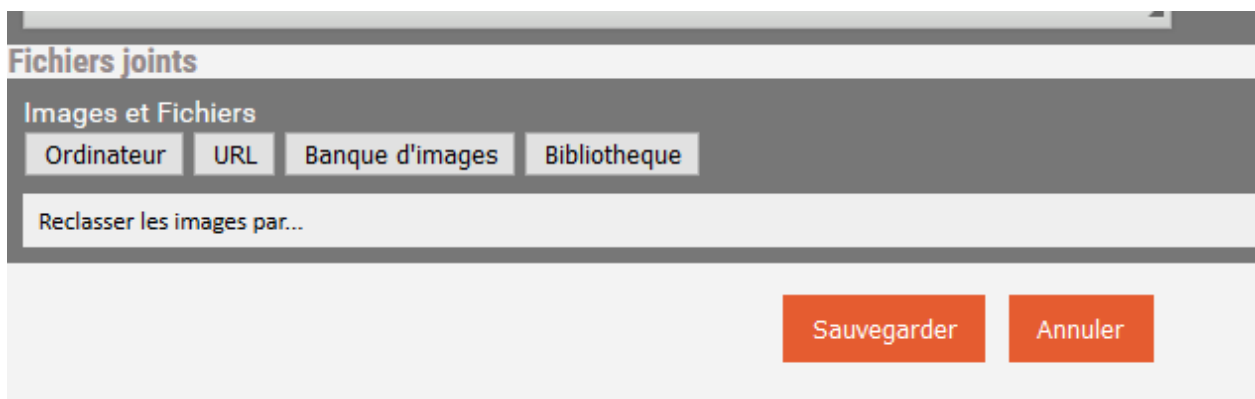 Fichiers joints
Images et Fichiers
Ordinateur URL Banque d'images Bibliotheque
Reclasser les images par...
Sauvegarder Annuler